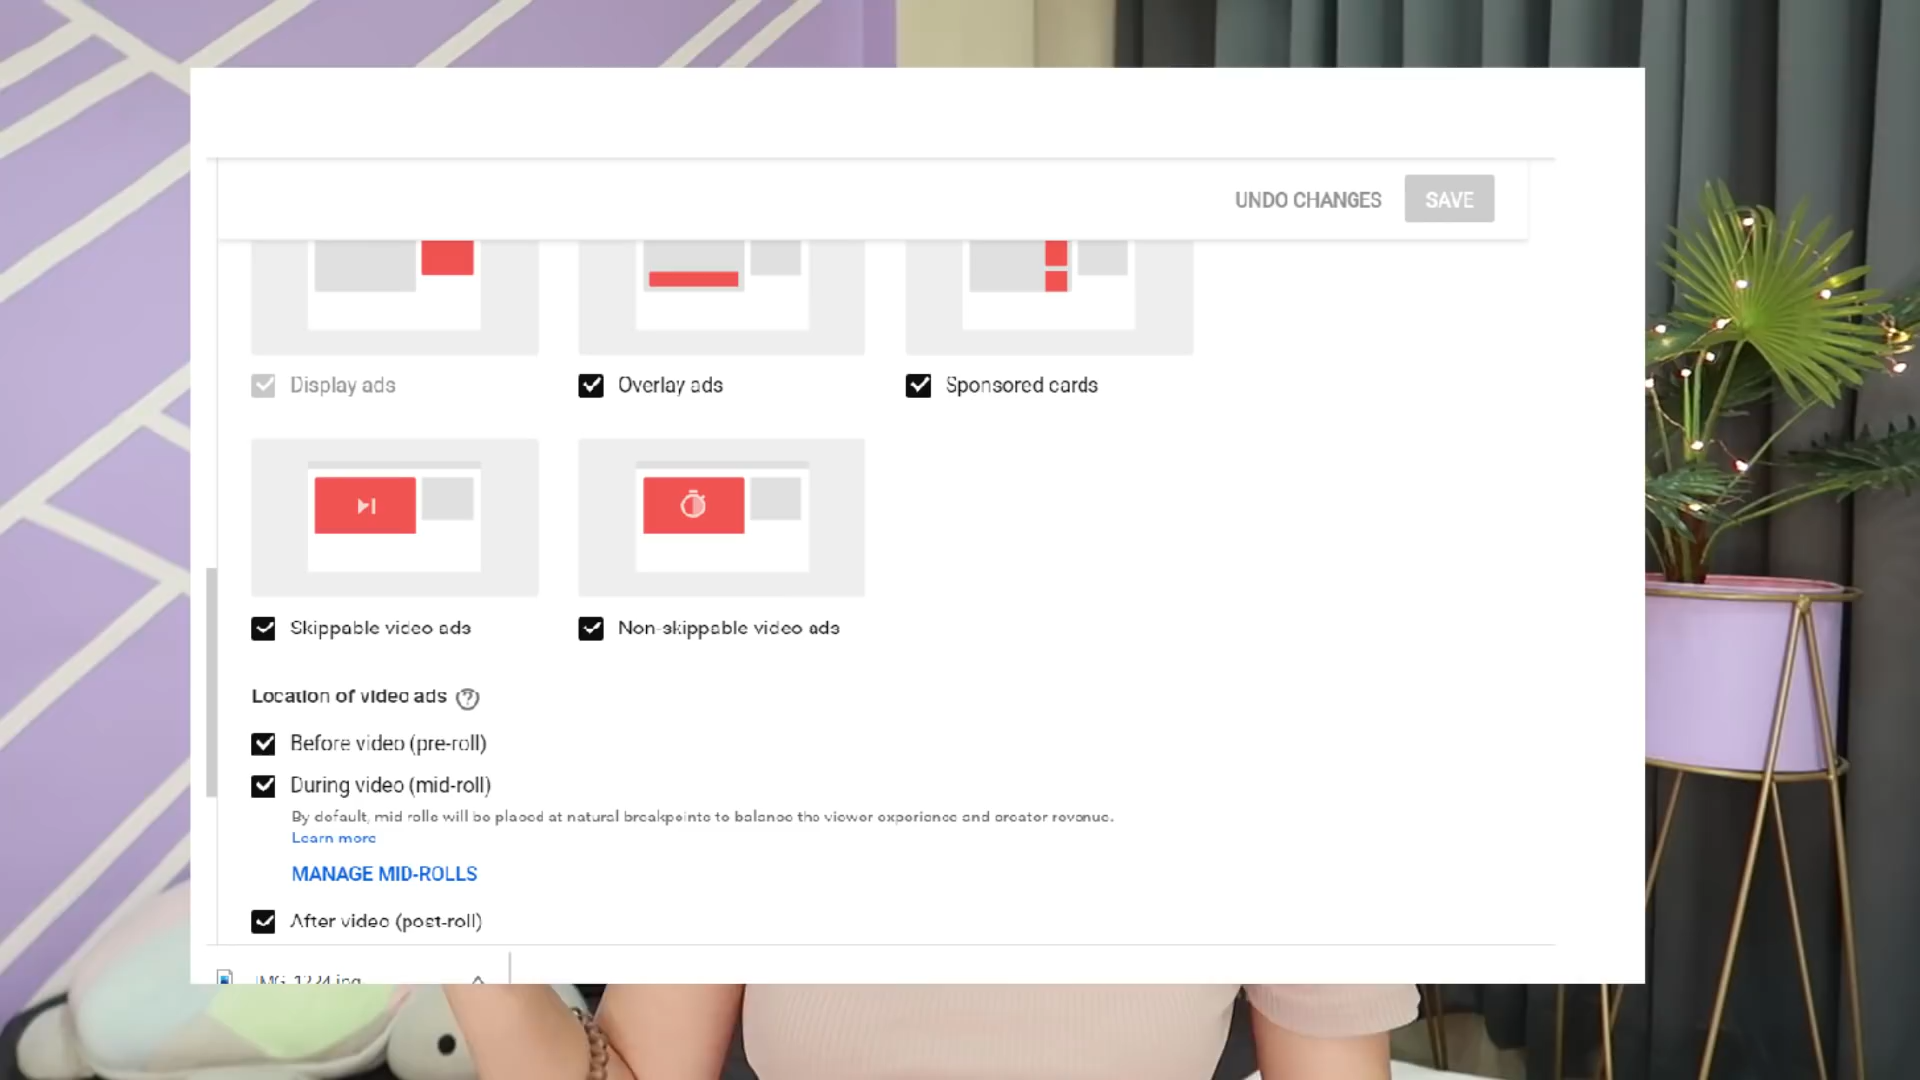 UNDO CHANGES SAVE
Display ads Overlay ads Sponsored cards
Skippable video ads Non-skippable video ads
Location of video ads ?
Before video (pre-roll)
During video (mid-roll)
By default, mid rolls will be placed at natural breakpoints to balance the viewer experience and creator revenue.
Learn more
MANAGE MID-ROLLS
After video (post-roll)